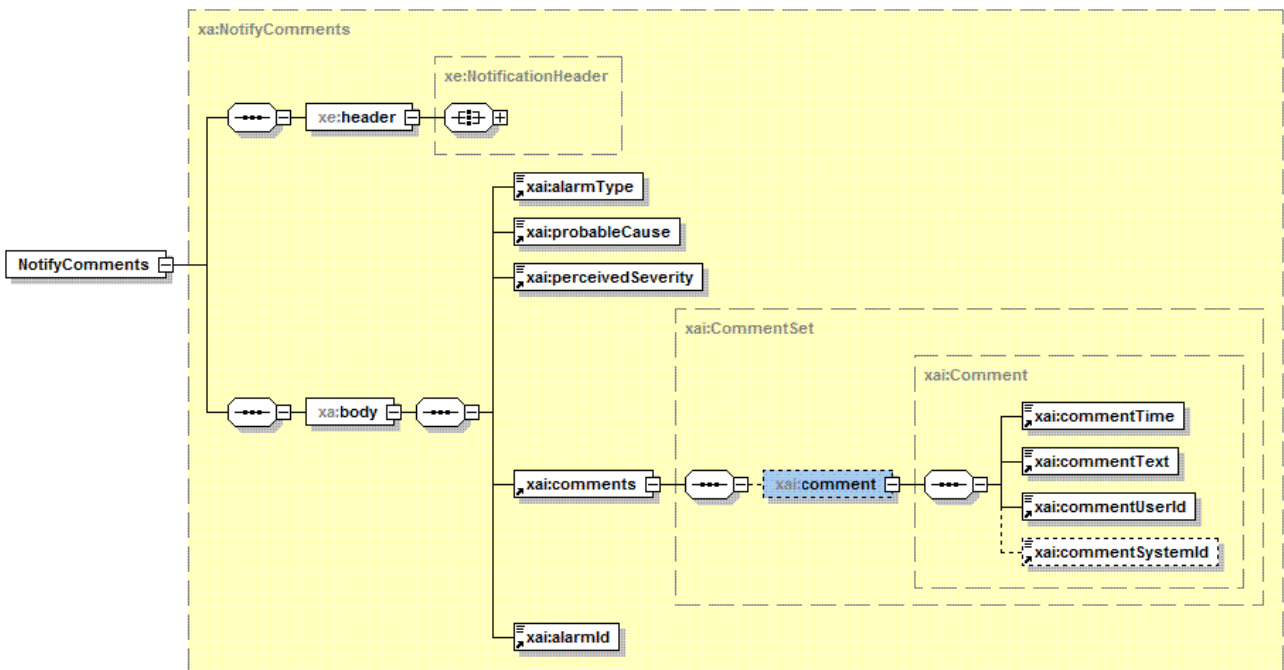 xa:NotifyComments
xe:NotificationHeader
xe:header
xai:alarmType
xai:probableCause
NotifyComments
xai:perceivedSeverity
xai:CommentSet
xai:Comment
xa:body
xai:commentTime
xai:commentText
xai:comments
xai:comment
xai:commentUserId
xai:commentSystemId
xai:alarmId